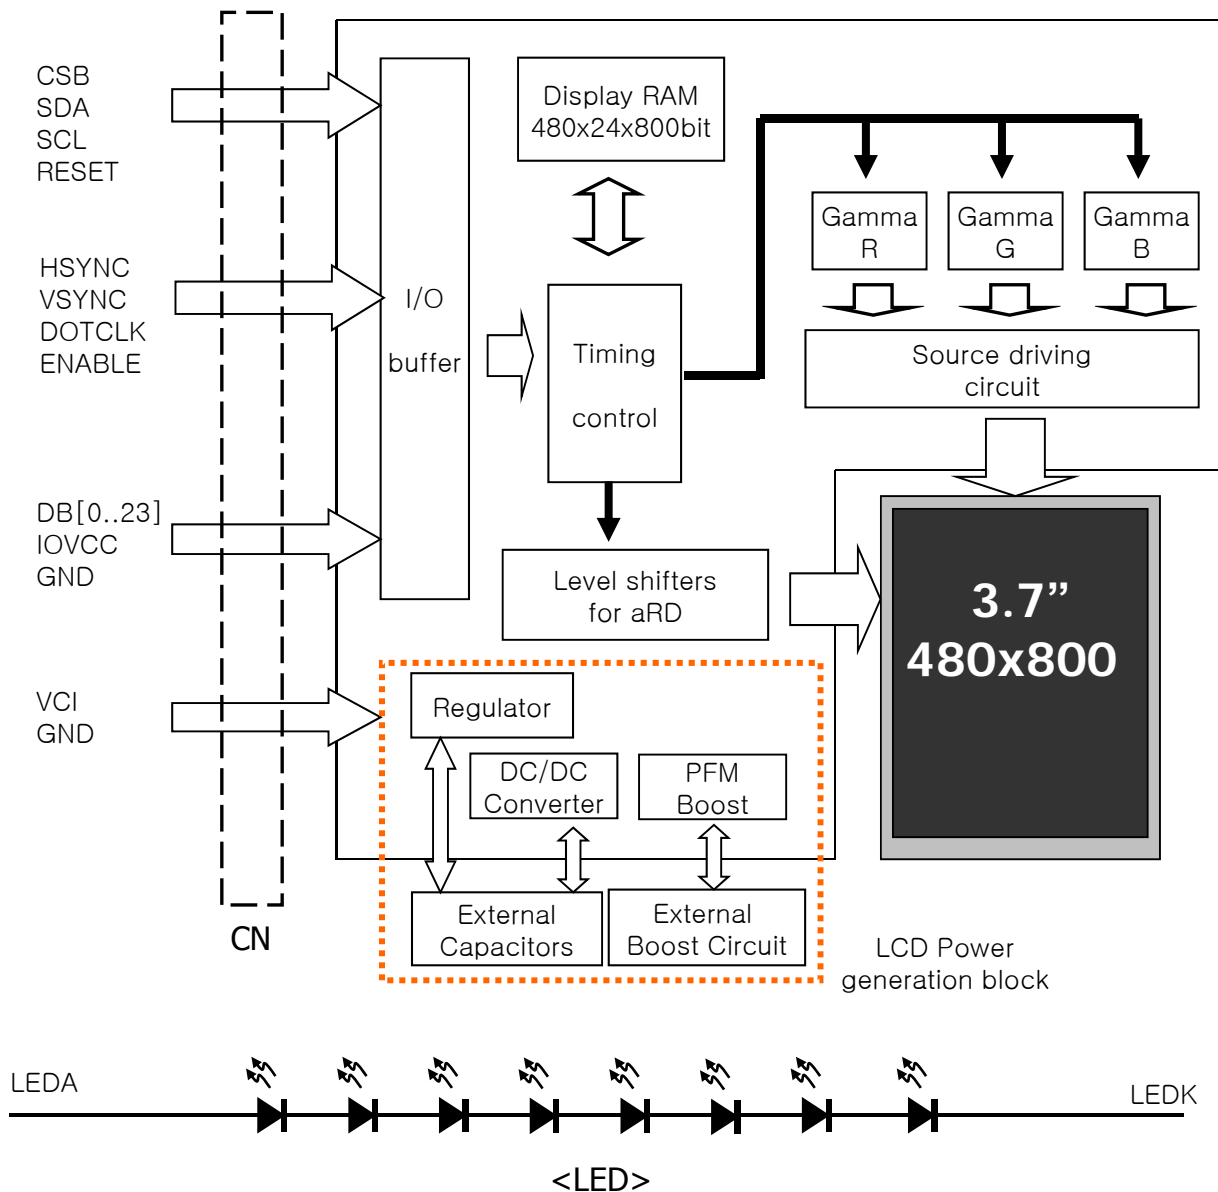 CSB
SDA
SCL
RESET
HSYNC
VSYNC
DOTCLK
ENABLE
DB[0..23]
IOVCC
GND
VCI
GND
CN
I/O
buffer
Display RAM
480x24x800bit
Timing
control
Level shifters
for aRD
Gamma
R
Gamma
G
Gamma
B
Source driving
circuit
3.7”
480x800
Regulator
DC/DC
Converter
PFM
Boost
External
Capacitors
External
Boost Circuit
LCD Power
generation block
LEDA
LEDK
<LED>